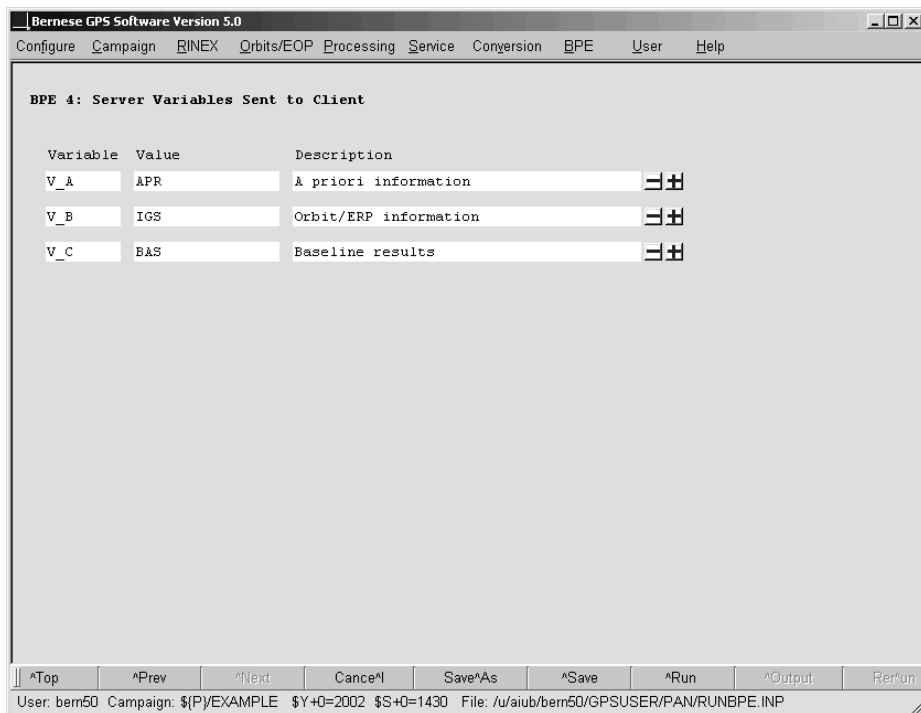 Bernese GPS Software Version 5.0
Configure Campaign RINEX Orbits/EOP Processing Service Conversion BPE User Help
BPE 4: Server Variables Sent to Client
Variable Value Description
V_A APR A priori information
V_B IGS Orbit/ERP information
V_C BAS Baseline results
^Top ^Prev ^Next Cance^l Save^As ^Save ^Run ^Output Rer^un
User: bern50 Campaign: ${P}/EXAMPLE $Y+0=2002 $S+0=1430 File: /u/aiub/bern50/GPSUSER/PAN/RUNBPE.INP